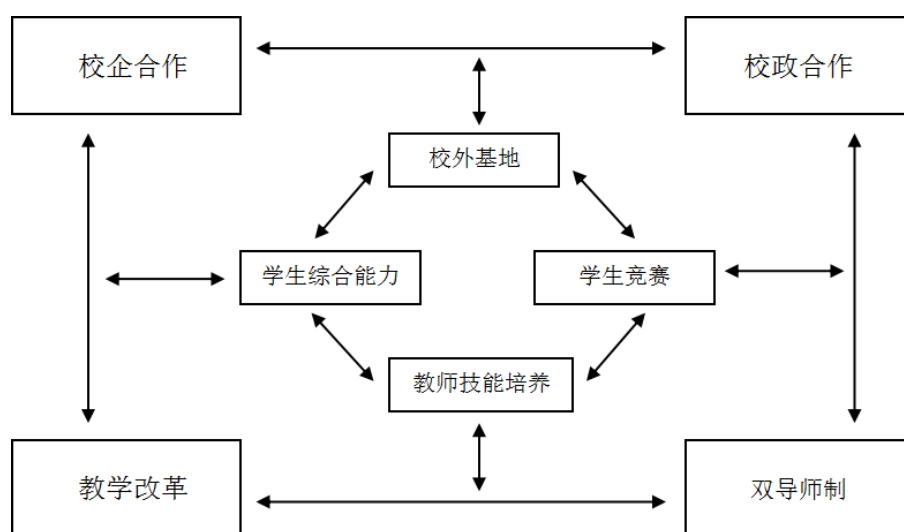 校企合作
校政合作
校外基地
学生综合能力
学生竞赛
教师技能培养
教学改革
双导师制